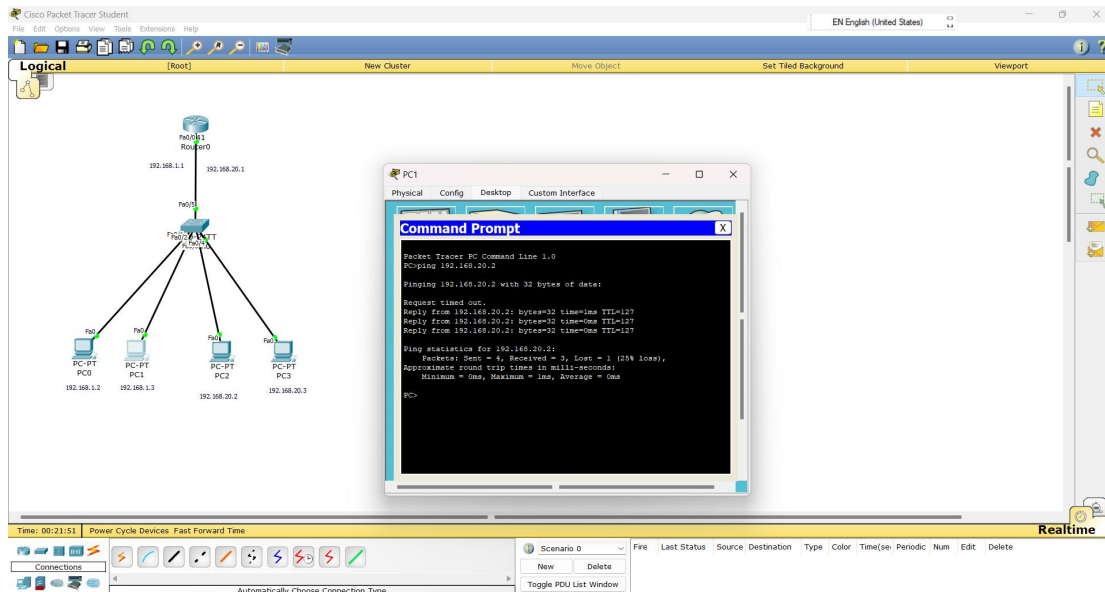 Cisco Packet Tracer Student
EN English (United States)
File Edit Options View Tools Extensions Help
Logical [Root] New Cluster Move Object Set Tiled Background Viewport
Router0
192.168.1.1 192.168.20.1
Fa0/5
Fa0 Fa0 Fa0 Fa0
PC-PT PC-PT PC-PT PC-PT
PC0 PC1 PC2 PC3
192.168.1.2 192.168.1.3 192.168.20.2 192.168.20.3
PC1
Physical Config Desktop Custom Interface
Command Prompt X
Packet Tracer PC Command Line 1.0
PC>ping 192.168.20.2
Pinging 192.168.20.2 with 32 bytes of data:
Request timed out.
Reply from 192.168.20.2: bytes=32 time=1ms TTL=127
Reply from 192.168.20.2: bytes=32 time=0ms TTL=127
Reply from 192.168.20.2: bytes=32 time=0ms TTL=127
Ping statistics for 192.168.20.2:
Packets: Sent = 4, Received = 3, Lost = 1 (25% loss),
Approximate round trip times in milli-seconds:
Minimum = 0ms, Maximum = 1ms, Average = 0ms
PC>
Time: 00:21:51 Power Cycle Devices Fast Forward Time Realtime
Scenario 0 Fire Last Status Source Destination Type Color Time(se Periodic Num Edit Delete
Connections
New Delete
Toggle PDU List Window
Automatically Choose Connection Type